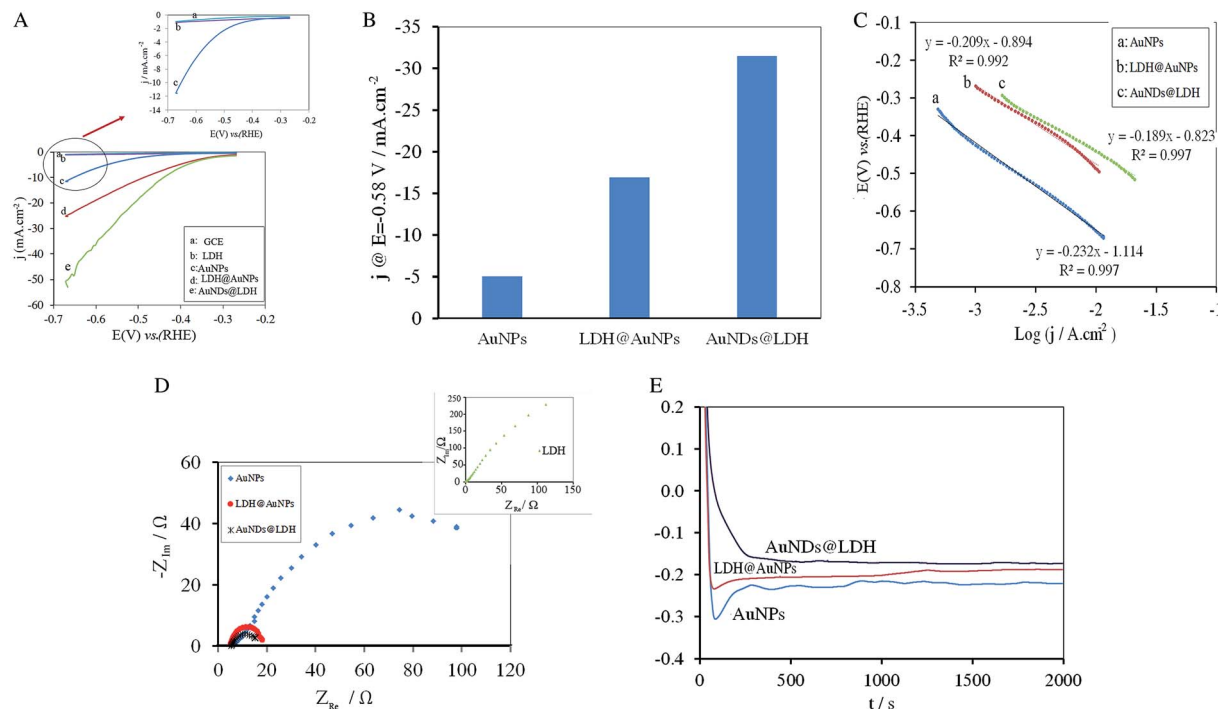 A
0
-2
-4
-6
-8
-10
-12
-14
j / mA.cm-2
a
b
c
-0.7
-0.6
-0.5
-0.4
-0.3
-0.2
E(V) vs.(RHE)
0
-10
-20
-30
-40
-50
-60
j (mA.cm-2)
a
b
c
d
e
a: GCE
b: LDH
c: AuNPs
d: LDH@AuNPs
e: AuNDs@LDH
-0.7
-0.6
-0.5
-0.4
-0.3
-0.2
E(V) vs.(RHE)
B
-35
-30
-25
-20
-15
-10
-5
0
j @ E=-0.58 V / mA.cm-2
AuNPs
LDH@AuNPs
AuNDs@LDH
C
-0.1
-0.2
-0.3
-0.4
-0.5
-0.6
-0.7
-0.8
E(V) vs.(RHE)
y = -0.209x - 0.894
R² = 0.992
b
c
a
a: AuNPs
b: LDH@AuNPs
c: AuNDs@LDH
y = -0.189x - 0.823
R² = 0.997
y = -0.232x - 1.114
R² = 0.997
-3.5
-3
-2.5
-2
-1.5
-1
Log (j / A.cm2)
D
60
40
20
0
-ZIm / Ω
AuNPs
LDH@AuNPs
AuNDs@LDH
0
20
40
60
80
100
120
ZRe / Ω
250
200
150
100
50
0
ZIm/Ω
LDH
0
50
100
150
ZRe/ Ω
E
0.2
0.1
0.0
-0.1
-0.2
-0.3
-0.4
AuNDs@LDH
LDH@AuNPs
AuNPs
0
500
1000
1500
2000
t / s